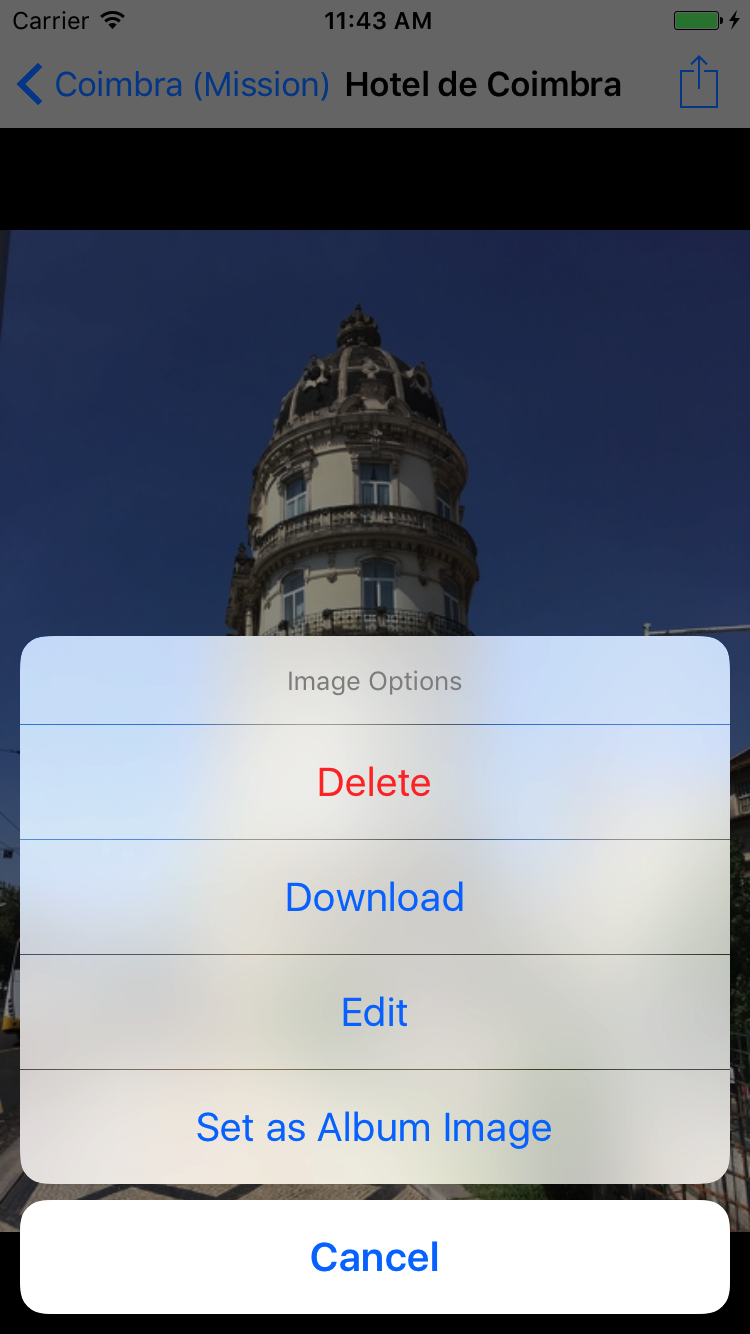 Carrier 11:43 AM
Coimbra (Mission) Hotel de Coimbra
Image Options
Delete
Download
Edit
Set as Album Image
Cancel